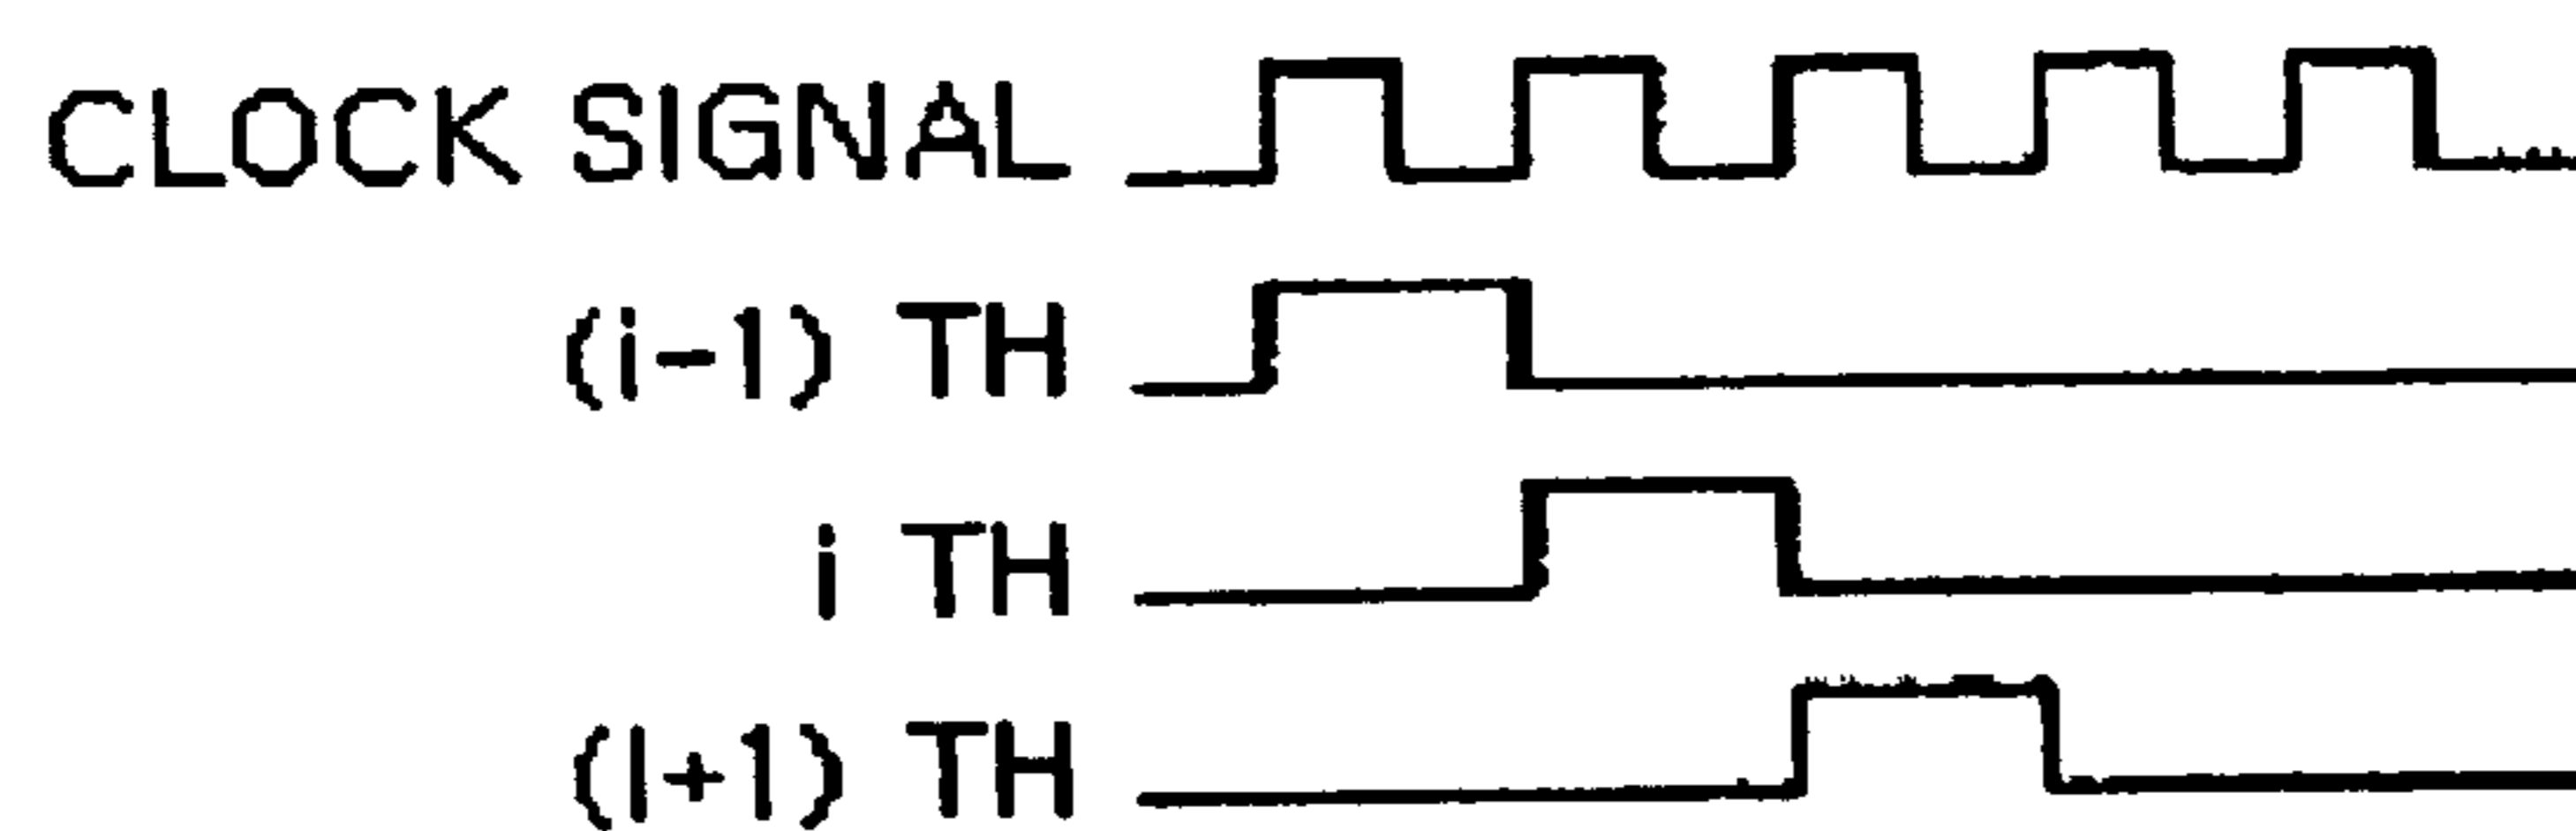 CLOCK SIGNAL
(i-1) TH
i TH
(I+1) TH